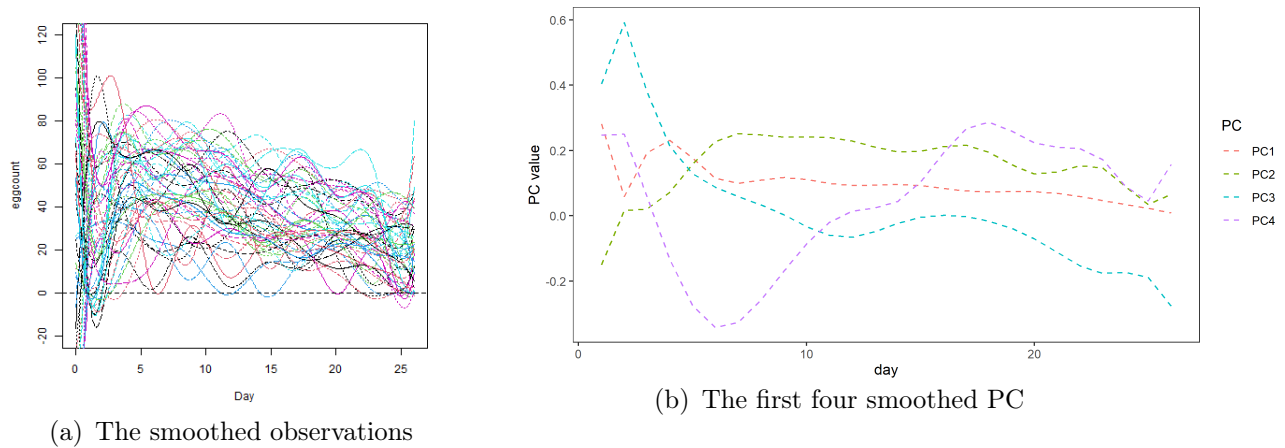 120
100
80
60
40
20
0
-20
eggcount
0 5 10 15 20 25
Day
(a) The smoothed observations
0.6
0.4
0.2
0.0
-0.2
PC value
0 10 20
day
PC
PC1
PC2
PC3
PC4
(b) The first four smoothed PC